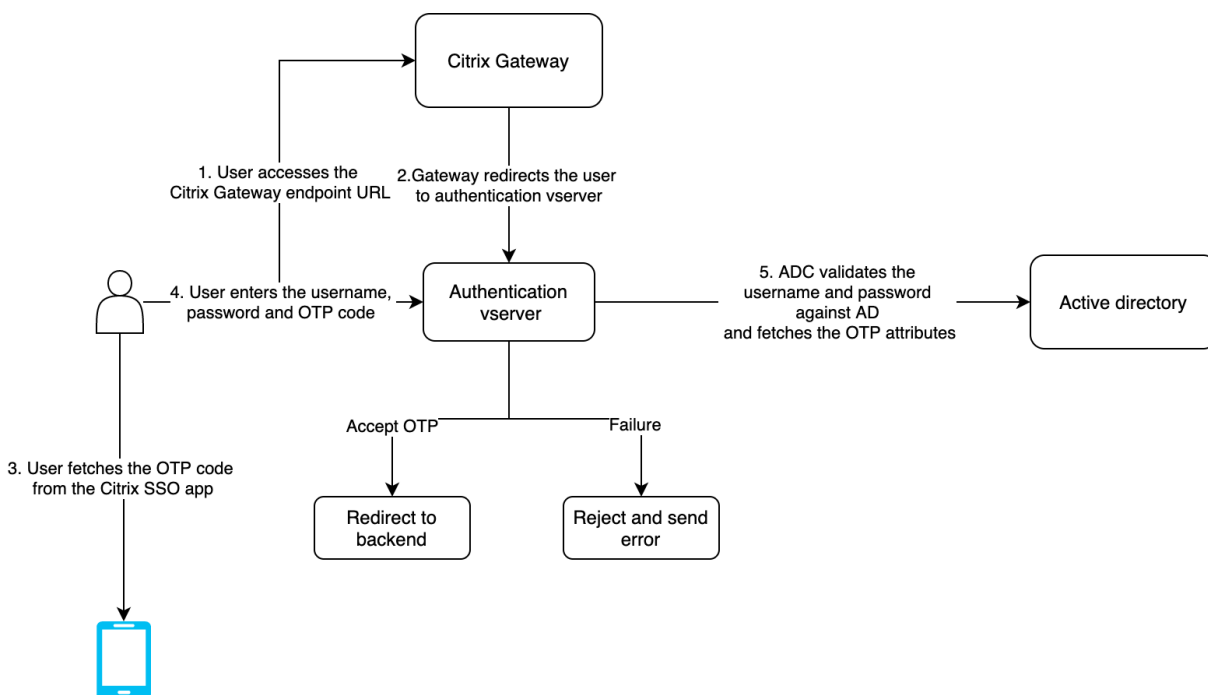 Citrix Gateway
1. User accesses the
Citrix Gateway endpoint URL
2.Gateway redirects the user
to authentication vserver
4. User enters the username,
password and OTP code
Authentication
vserver
5. ADC validates the
username and password
against AD
and fetches the OTP attributes
Active directory
Accept OTP
Failure
3. User fetches the OTP code
from the Citrix SSO app
Redirect to
backend
Reject and send
error